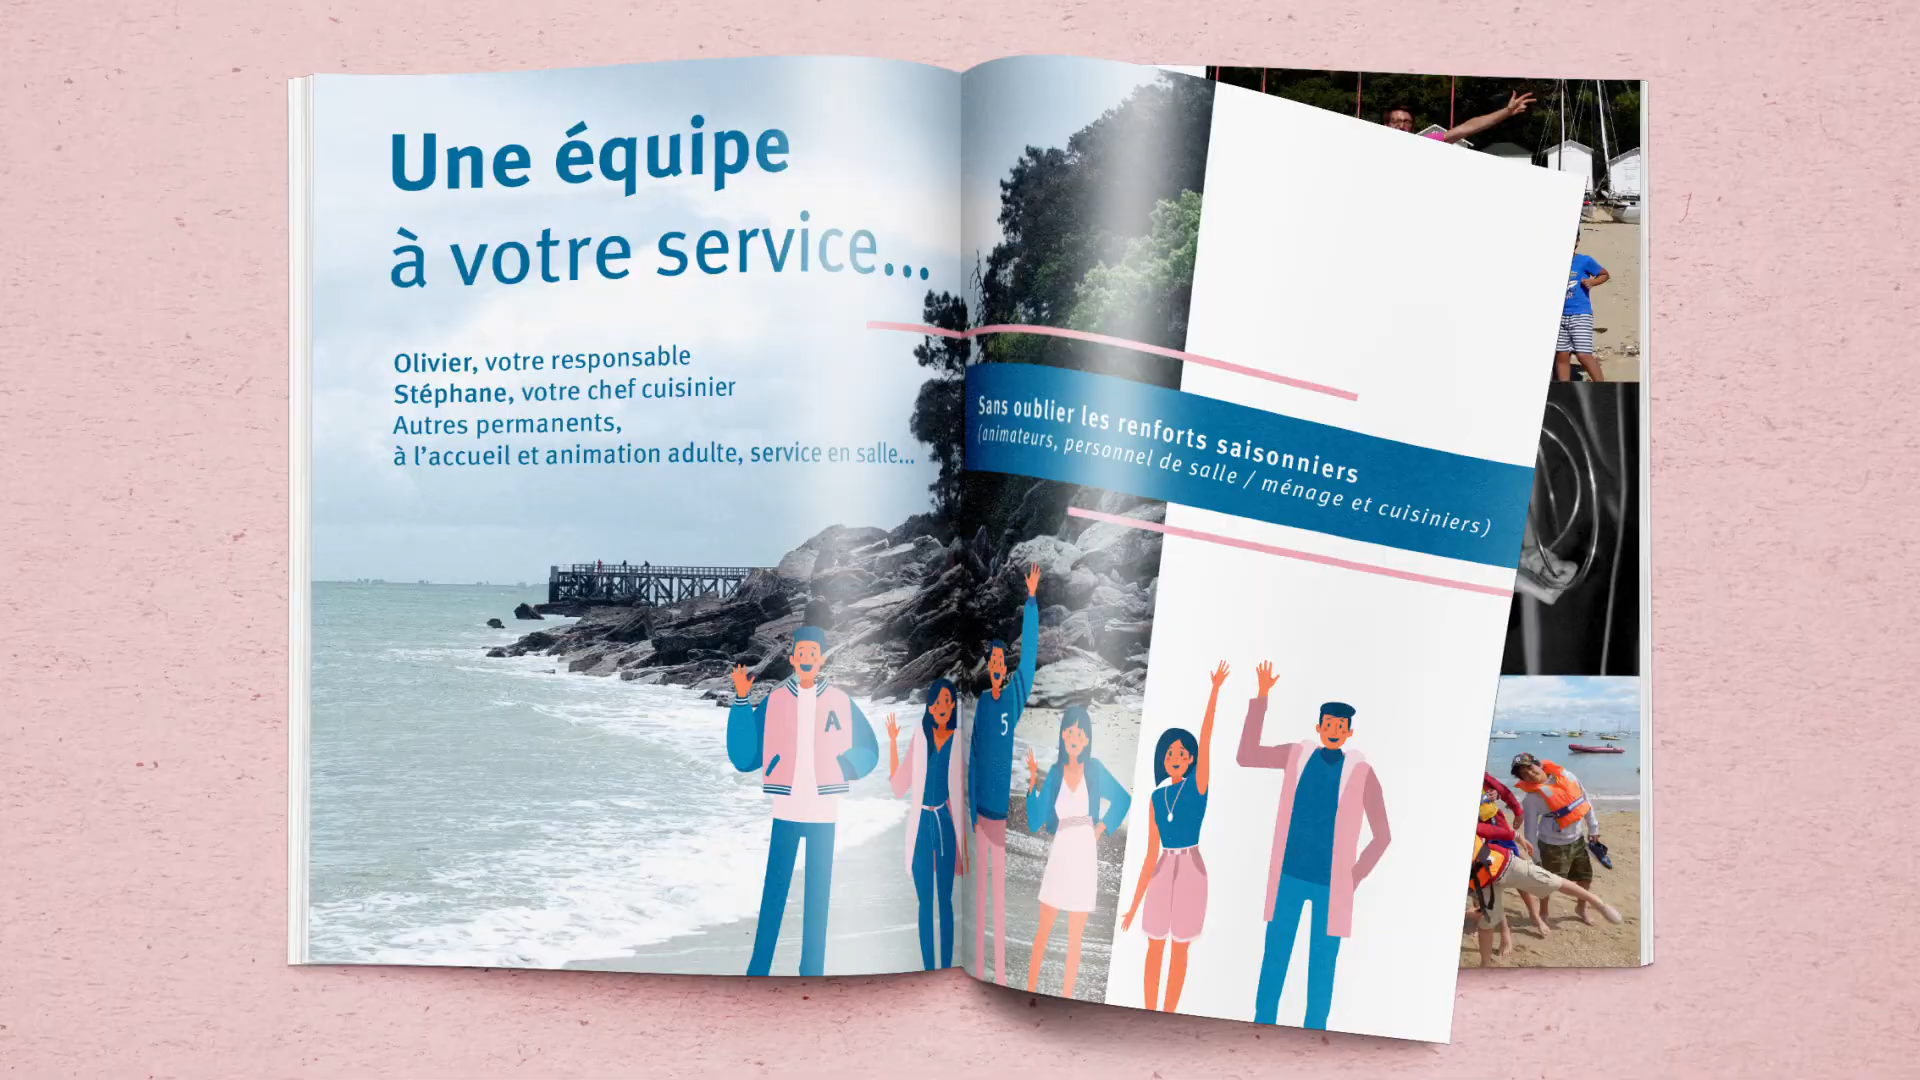 Une équipe
à votre service...
Olivier, votre responsable
Stéphane, votre chef cuisinier
Autres permanents,
à l'accueil et animation adulte, service en salle...
Sans oublier les renforts saisonniers
(animateurs, personnel de salle / ménage et cuisiniers)
A
5